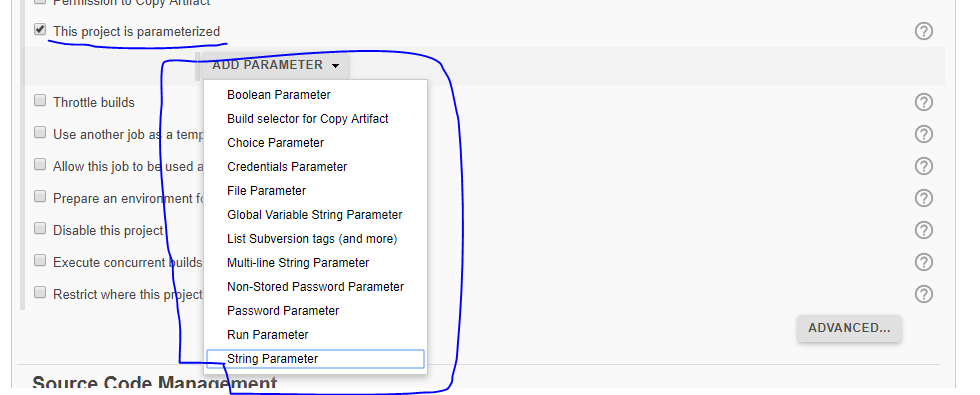 Permission to Copy Artifact
This project is parameterized
ADD PARAMETER
Boolean Parameter
Build selector for Copy Artifact
Choice Parameter
Credentials Parameter
File Parameter
Global Variable String Parameter
List Subversion tags (and more)
Multi-line String Parameter
Non-Stored Password Parameter
Password Parameter
Run Parameter
String Parameter
Throttle builds
Use another job as a temp
Allow this job to be used a
Prepare an environment fo
Disable this project
Execute concurrent builds
Restrict where this project
ADVANCED...
Source Code Management